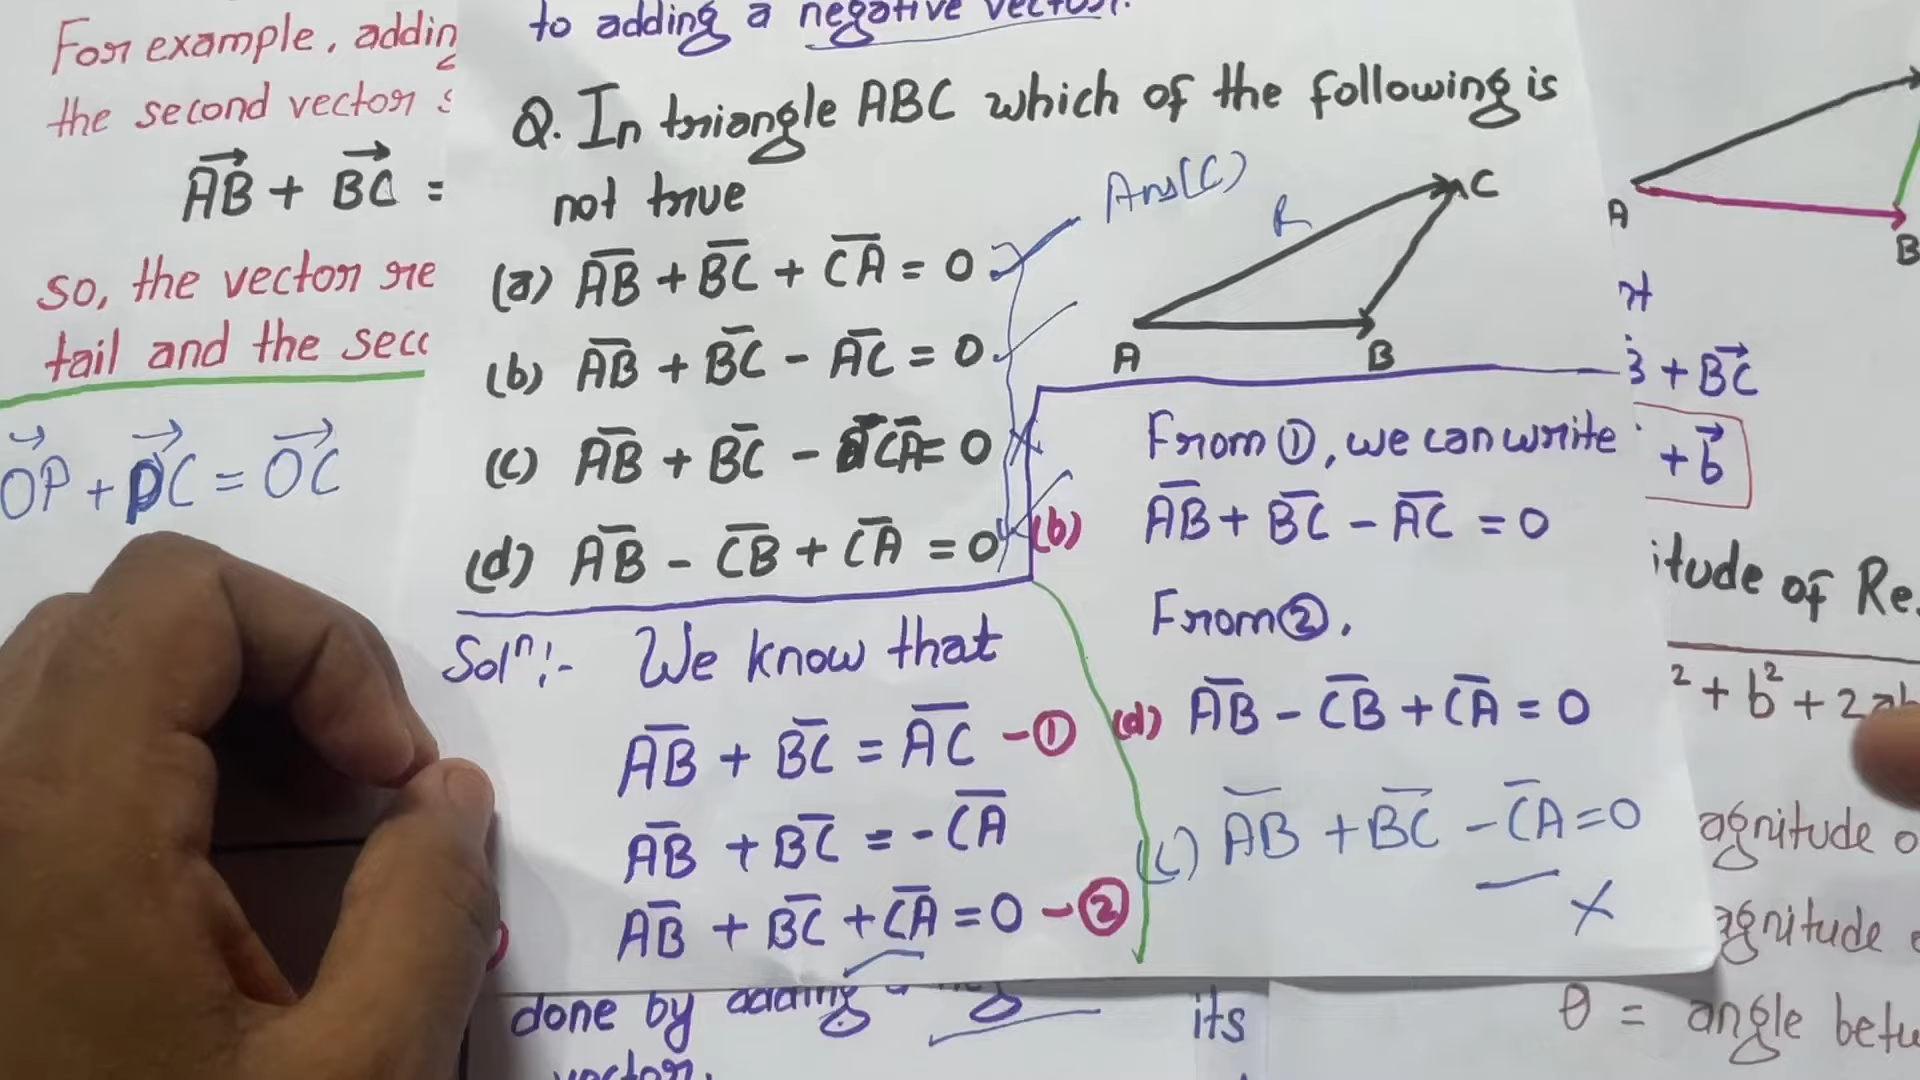 For example, addin
the second vector s
AB + BC =
so, the vector re
tail and the sec
OP + PC = OC
to adding a negative vector.
Q. In triangle ABC which of the following is
not true
Ans(C)
(a) AB + BC + CA = 0
(b) AB + BC - AC = 0
(c) AB + BC - CA = 0
(d) AB - CB + CA = 0
R
C
A
B
Solⁿ:- We know that
AB + BC = AC - ①
AB + BC = - CA
AB + BC + CA = 0 - ②
From ①, we can write
(b) AB + BC - AC = 0
From ②.
(d) AB - CB + CA = 0
(c) AB + BC - CA = 0
X
done by adding a
its
vector.
A
B
+ BC
+ b
itude of Re
² + b² + 2ab
agnitude o
agnitude
θ = angle betw